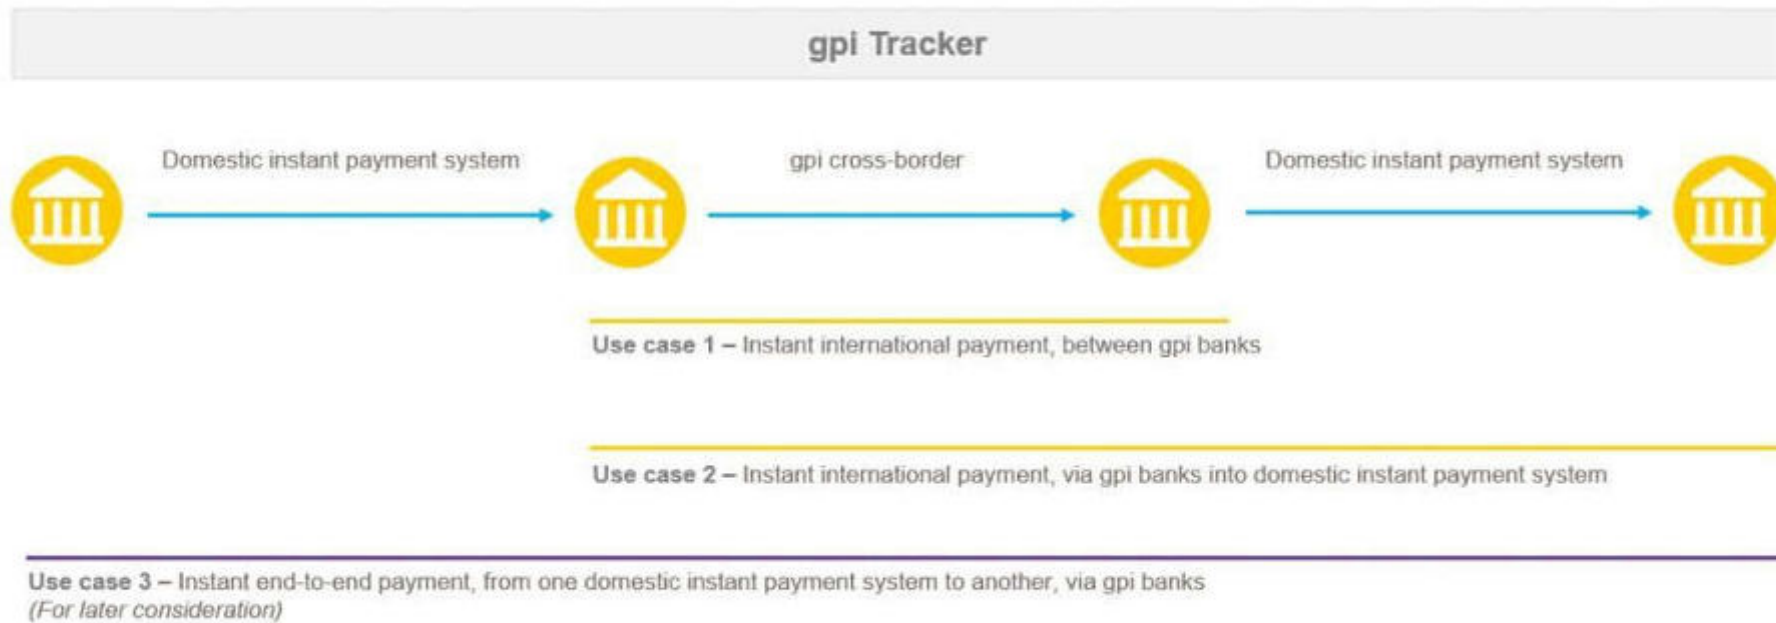 gpi Tracker
Domestic instant payment system
gpi cross-border
Domestic instant payment system
Use case 1 – Instant international payment, between gpi banks
Use case 2 – Instant international payment, via gpi banks into domestic instant payment system
Use case 3 – Instant end-to-end payment, from one domestic instant payment system to another, via gpi banks
(For later consideration)